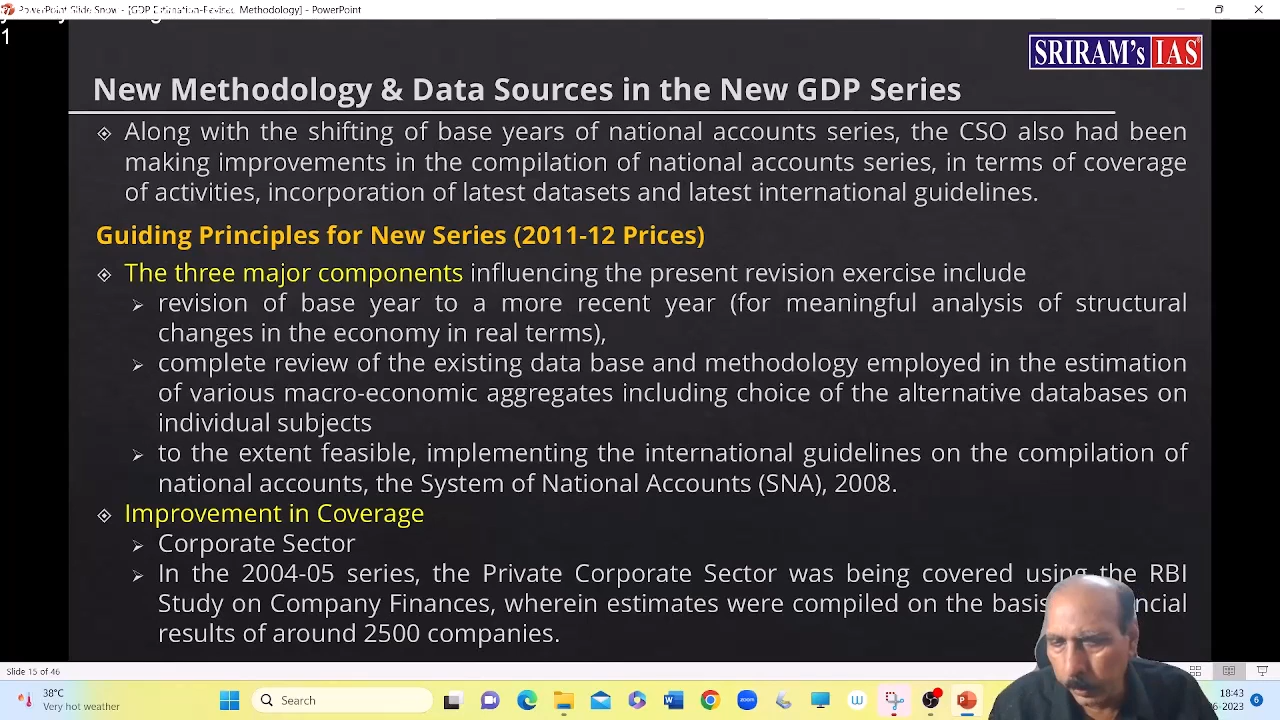 PowerPoint Slide Show - [GDP Estimation-Revised Methodology] - PowerPoint
1
SRIRAM's IAS
New Methodology & Data Sources in the New GDP Series
Along with the shifting of base years of national accounts series, the CSO also had been
making improvements in the compilation of national accounts series, in terms of coverage
of activities, incorporation of latest datasets and latest international guidelines.
Guiding Principles for New Series (2011-12 Prices)
The three major components influencing the present revision exercise include
revision of base year to a more recent year (for meaningful analysis of structural
changes in the economy in real terms),
complete review of the existing data base and methodology employed in the estimation
of various macro-economic aggregates including choice of the alternative databases on
individual subjects
to the extent feasible, implementing the international guidelines on the compilation of
national accounts, the System of National Accounts (SNA), 2008.
Improvement in Coverage
Corporate Sector
In the 2004-05 series, the Private Corporate Sector was being covered using the RBI
Study on Company Finances, wherein estimates were compiled on the basis
results of around 2500 companies.
Slide 15 of 46
38°C
Very hot weather
Search
zoom
18:43
6-2023
6